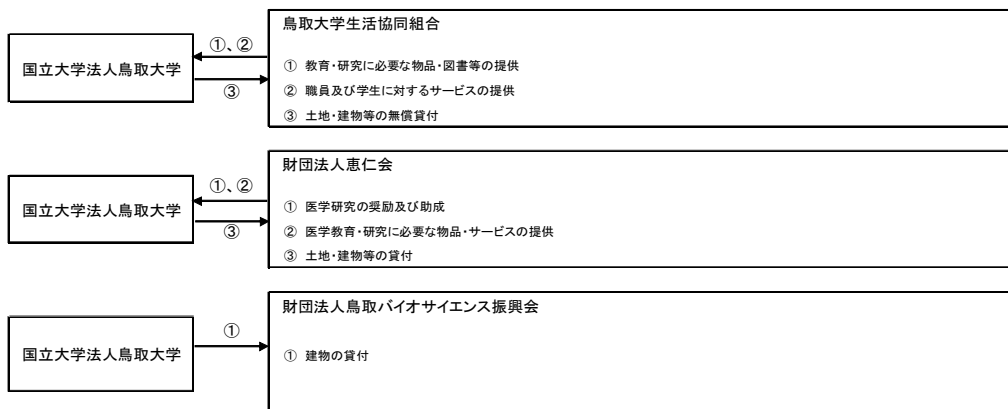 鳥取大学生活協同組合
国立大学法人鳥取大学
①、②
③
① 教育・研究に必要な物品・図書等の提供
② 職員及び学生に対するサービスの提供
③ 土地・建物等の無償貸付
財団法人恵仁会
国立大学法人鳥取大学
①、②
③
① 医学研究の奨励及び助成
② 医学教育・研究に必要な物品・サービスの提供
③ 土地・建物等の貸付
財団法人鳥取バイオサイエンス振興会
国立大学法人鳥取大学
①
① 建物の貸付